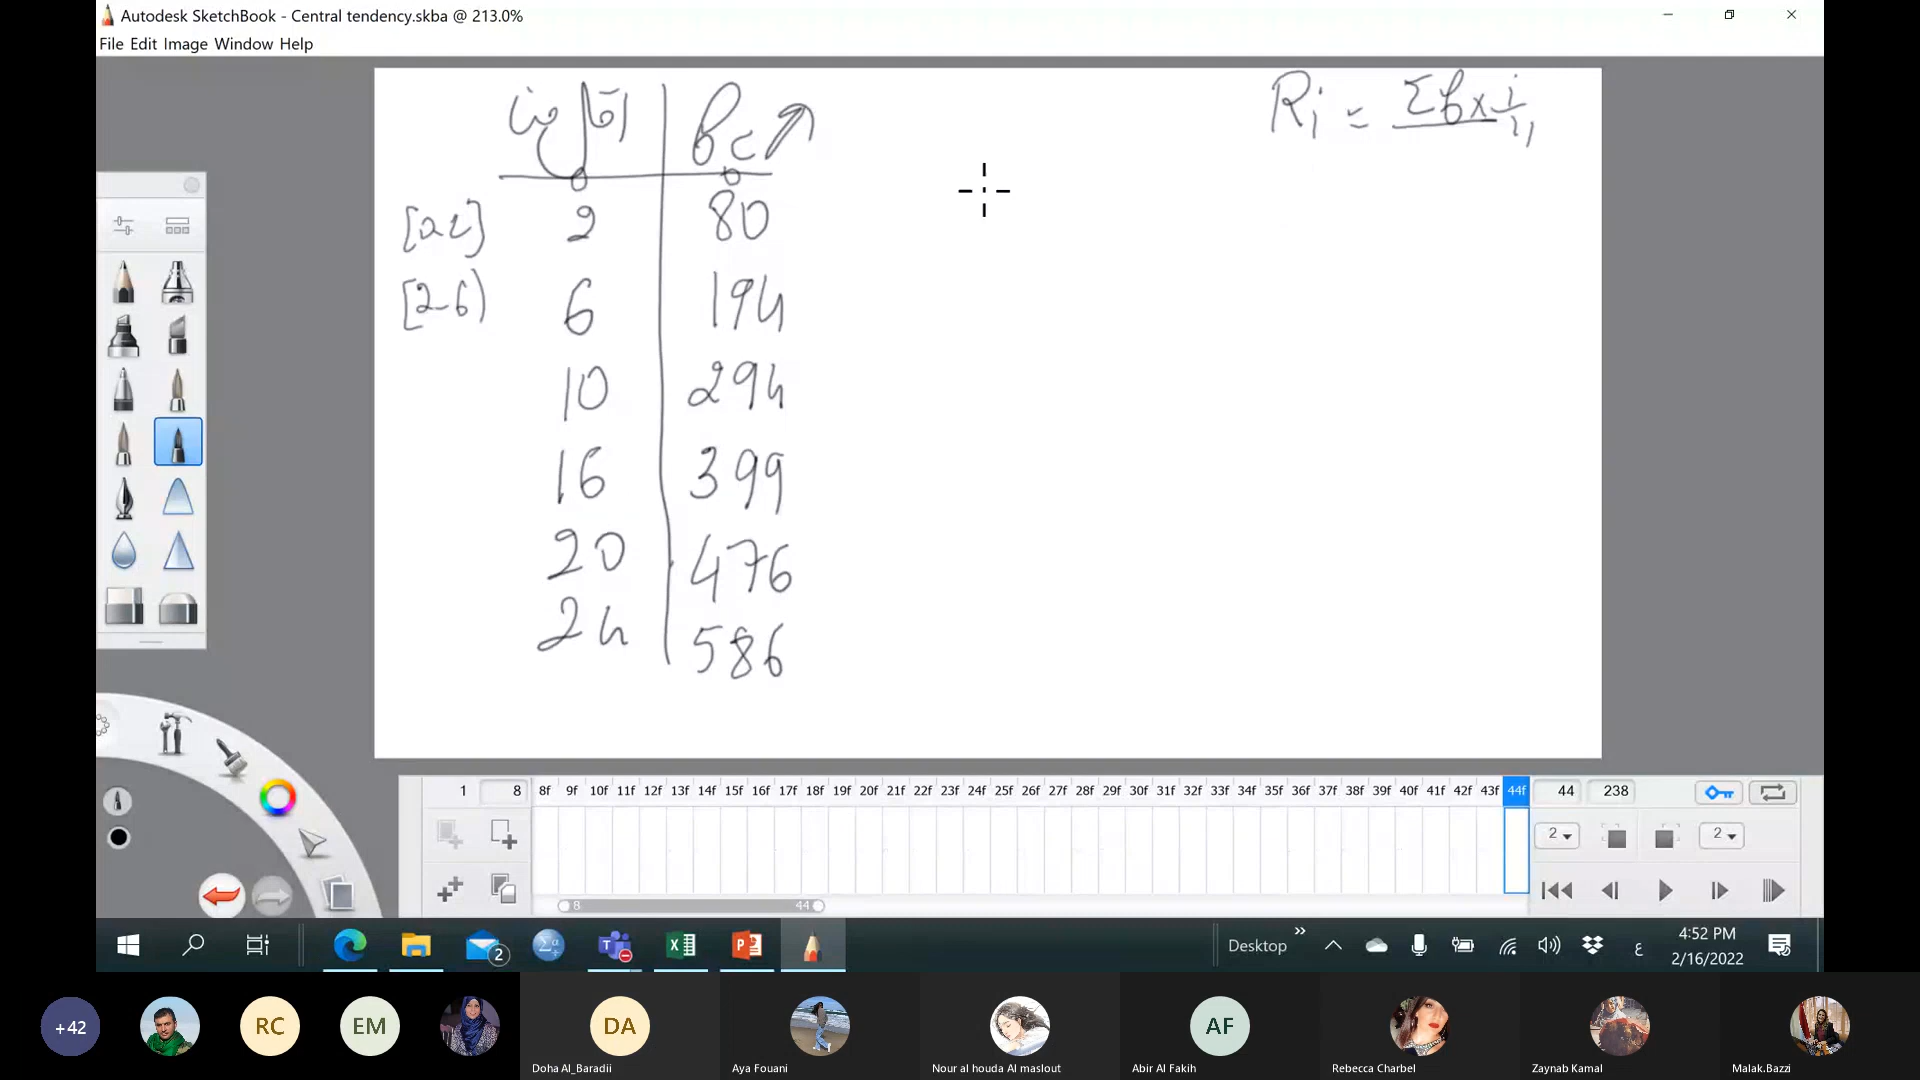 Autodesk SketchBook - Central tendency.skba @ 213.0%
File Edit Image Window Help
fc ↗
Ri = Σf x i/4
[0 2] 2 80
[2-6) 6 194
10 294
16 399
20 476
24 586
1 8 8f 9f 10f 11f 12f 13f 14f 15f 16f 17f 18f 19f 20f 21f 22f 23f 24f 25f 26f 27f 28f 29f 30f 31f 32f 33f 34f 35f 36f 37f 38f 39f 40f 41f 42f 43f 44f 44 238
2 2
8 44
2 Desktop ع 4:52 PM
2/16/2022
+42 RC EM DA AF
Doha Al_Baradii Aya Fouani Nour al houda Al maslout Abir Al Fakih Rebecca Charbel Zaynab Kamal Malak.Bazzi